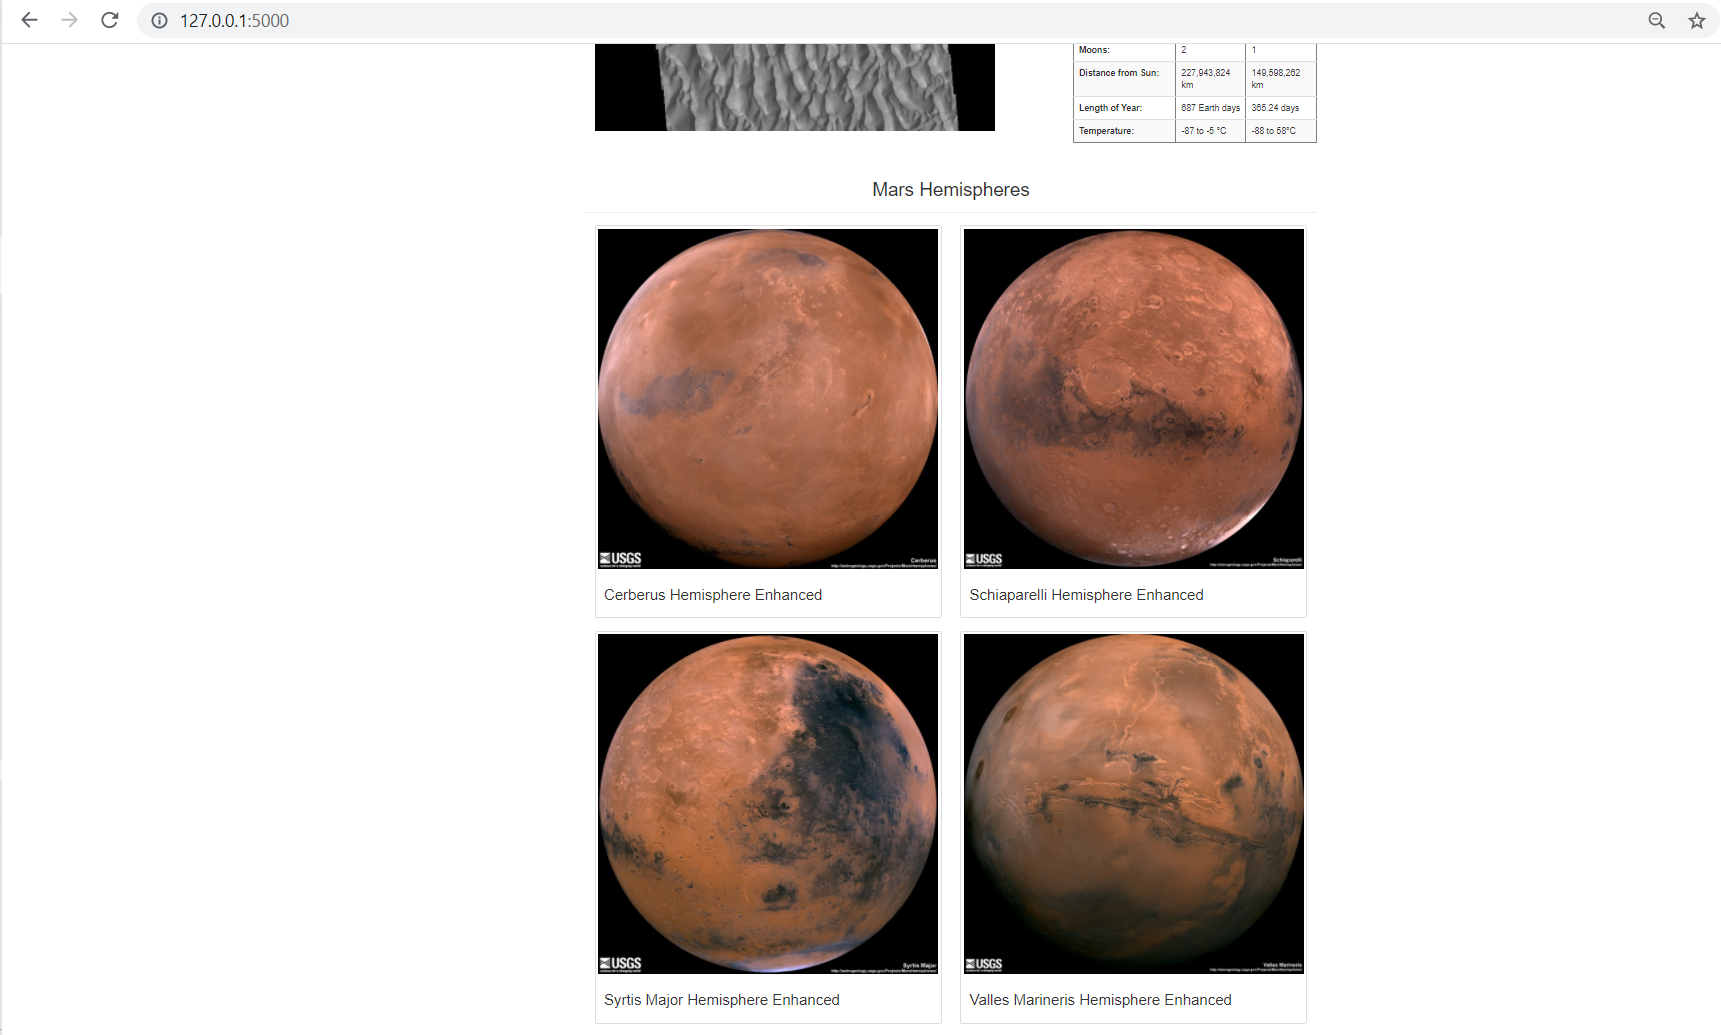 127.0.0.1:5000
Moons: 2 1
Distance from Sun: 227,943,824 km 149,598,262 km
Length of Year: 687 Earth days 365.24 days
Temperature: -87 to -5 °C -88 to 58°C
Mars Hemispheres
USGS
Cerberus
USGS
Schiaparelli
Cerberus Hemisphere Enhanced
Schiaparelli Hemisphere Enhanced
USGS
Syrtis Major
USGS
Valles Marineris
Syrtis Major Hemisphere Enhanced
Valles Marineris Hemisphere Enhanced